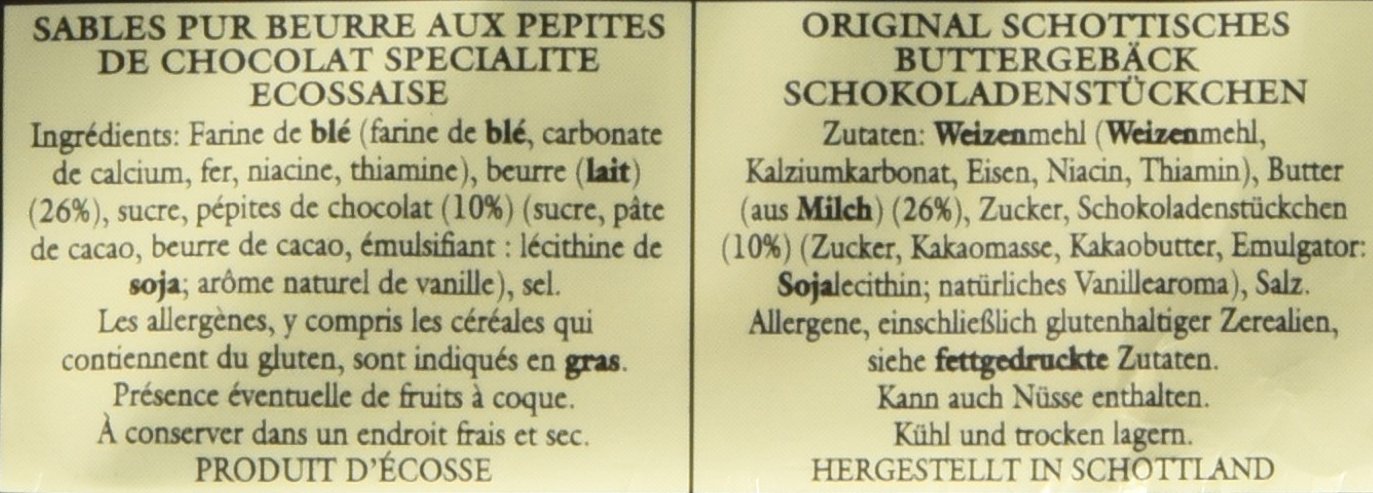 SABLES PUR BEURRE AUX PEPITES
DE CHOCOLAT SPECIALITE
ECOSSAISE
Ingrédients: Farine de blé (farine de blé, carbonate
de calcium, fer, niacine, thiamine), beurre (lait)
(26%), sucre, pépites de chocolat (10%) (sucre, pâte
de cacao, beurre de cacao, émulsifiant : lécithine de
soja; arôme naturel de vanille), sel.
Les allergènes, y compris les céréales qui
contiennent du gluten, sont indiqués en gras.
Présence éventuelle de fruits à coque.
À conserver dans un endroit frais et sec.
PRODUIT D'ÉCOSSE
ORIGINAL SCHOTTISCHES
BUTTERGEBÄCK
SCHOKOLADENSTÜCKCHEN
Zutaten: Weizenmehl (Weizenmehl,
Kalziumkarbonat, Eisen, Niacin, Thiamin), Butter
(aus Milch) (26%), Zucker, Schokoladenstückchen
(10%) (Zucker, Kakaomasse, Kakaobutter, Emulgator:
Sojalecithin; natürliches Vanillearoma), Salz.
Allergene, einschließlich glutenhaltiger Zerealien,
siehe fettgedruckte Zutaten.
Kann auch Nüsse enthalten.
Kühl und trocken lagern.
HERGESTELLT IN SCHOTTLAND